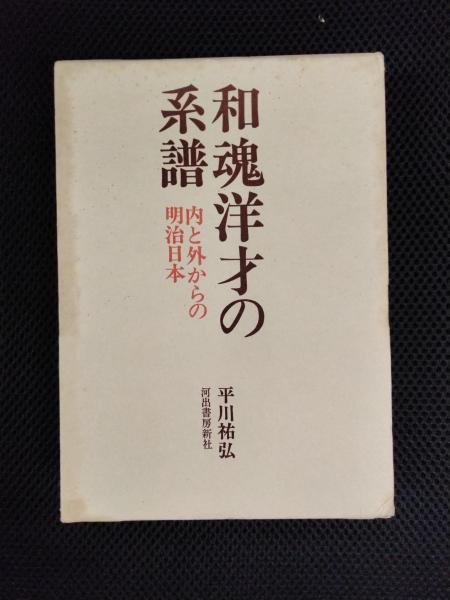 和魂洋才の
系譜
内と外からの
明治日本
平川祐弘
河出書房新社